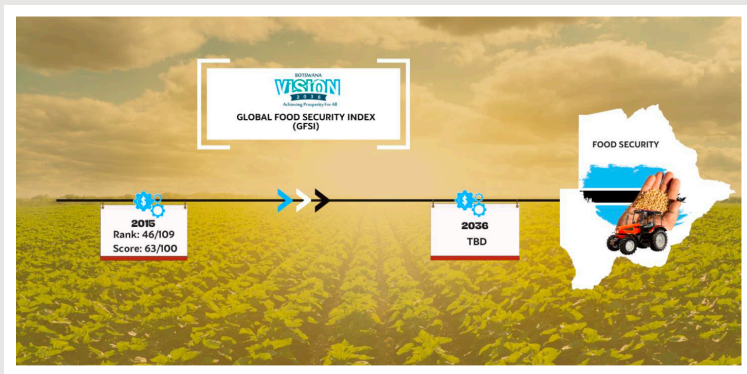 BOTSWANA
VISION
2036
Achieving Prosperity For All
GLOBAL FOOD SECURITY INDEX
(GFSI)
FOOD SECURITY
$
2015
Rank: 46/109
Score: 63/100
$
2036
TBD